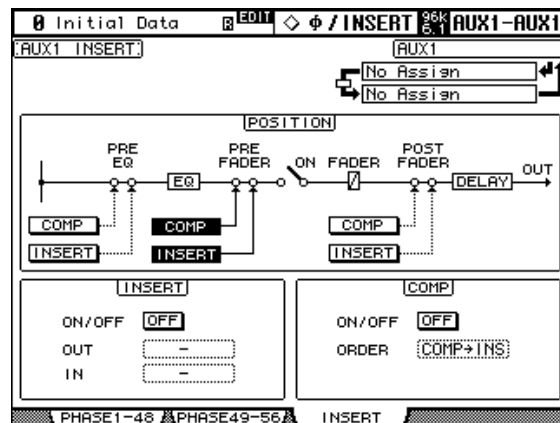 0 Initial Data EDIT ◇ Φ/INSERT 96k 6.1 AUX1-AUX1
AUX1 INSERT
AUX1
No Assign
No Assign
POSITION
PRE EQ
PRE FADER
ON
FADER
POST FADER
OUT
EQ
DELAY
COMP
COMP
COMP
INSERT
INSERT
INSERT
INSERT
COMP
ON/OFF OFF
ON/OFF OFF
OUT -
ORDER COMP→INS
IN -
PHASE1-48 PHASE49-56 INSERT